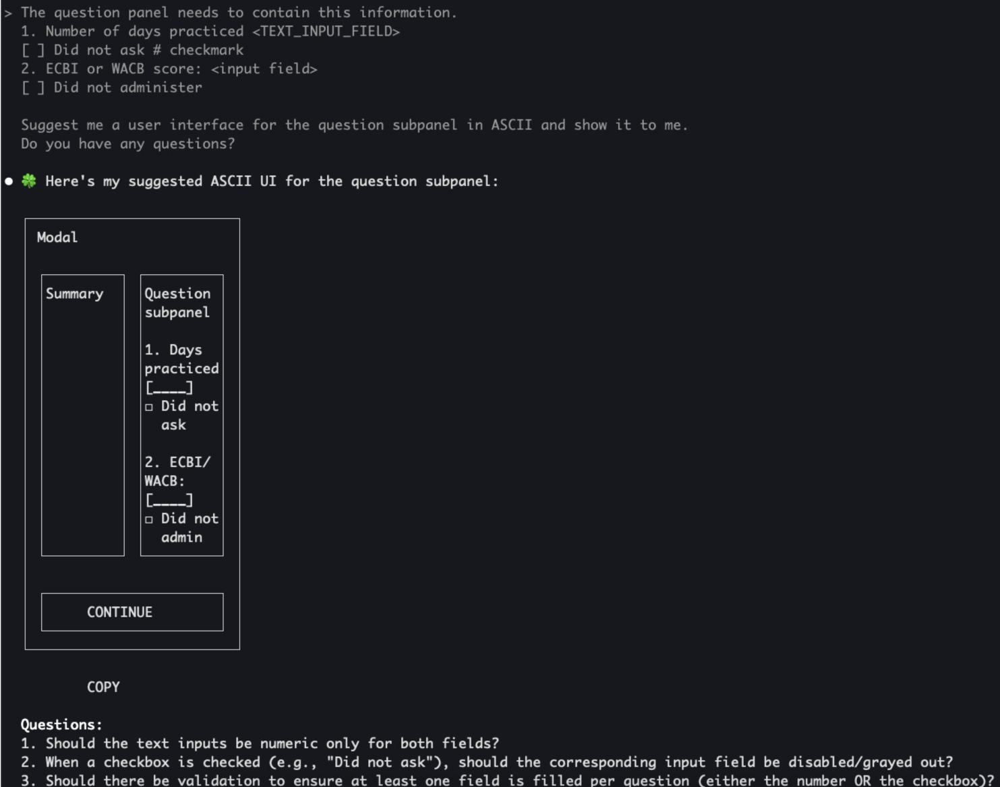 > The question panel needs to contain this information.
1. Number of days practiced <TEXT_INPUT_FIELD>
[ ] Did not ask # checkmark
2. ECBI or WACB score: <input field>
[ ] Did not administer
Suggest me a user interface for the question subpanel in ASCII and show it to me.
Do you have any questions?
● 🍀 Here's my suggested ASCII UI for the question subpanel:
Modal
Summary
Question
subpanel
1. Days
practiced
[____]
□ Did not
ask
2. ECBI/
WACB:
[____]
□ Did not
admin
CONTINUE
COPY
Questions:
1. Should the text inputs be numeric only for both fields?
2. When a checkbox is checked (e.g., "Did not ask"), should the corresponding input field be disabled/grayed out?
3. Should there be validation to ensure at least one field is filled per question (either the number OR the checkbox)?